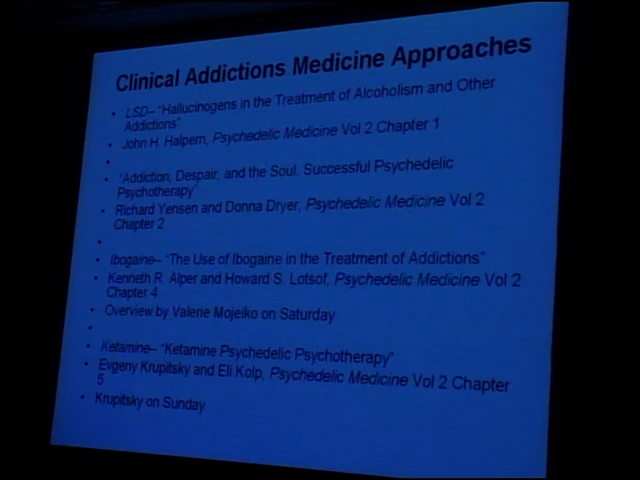 Clinical Addictions Medicine Approaches
• LSD– "Hallucinogens in the Treatment of Alcoholism and Other
Addictions"
• John H. Halpern, Psychedelic Medicine Vol 2 Chapter 1
•
• "Addiction, Despair, and the Soul: Successful Psychedelic
Psychotherapy"
• Richard Yensen and Donna Dryer, Psychedelic Medicine Vol 2
Chapter 2
•
• Ibogaine– "The Use of Ibogaine in the Treatment of Addictions"
• Kenneth R. Alper and Howard S. Lotsof, Psychedelic Medicine Vol 2
Chapter 4
• Overview by Valerie Mojeiko on Saturday
•
• Ketamine– "Ketamine Psychedelic Psychotherapy"
• Evgeny Krupitsky and Eli Kolp, Psychedelic Medicine Vol 2 Chapter
5
• Krupitsky on Sunday